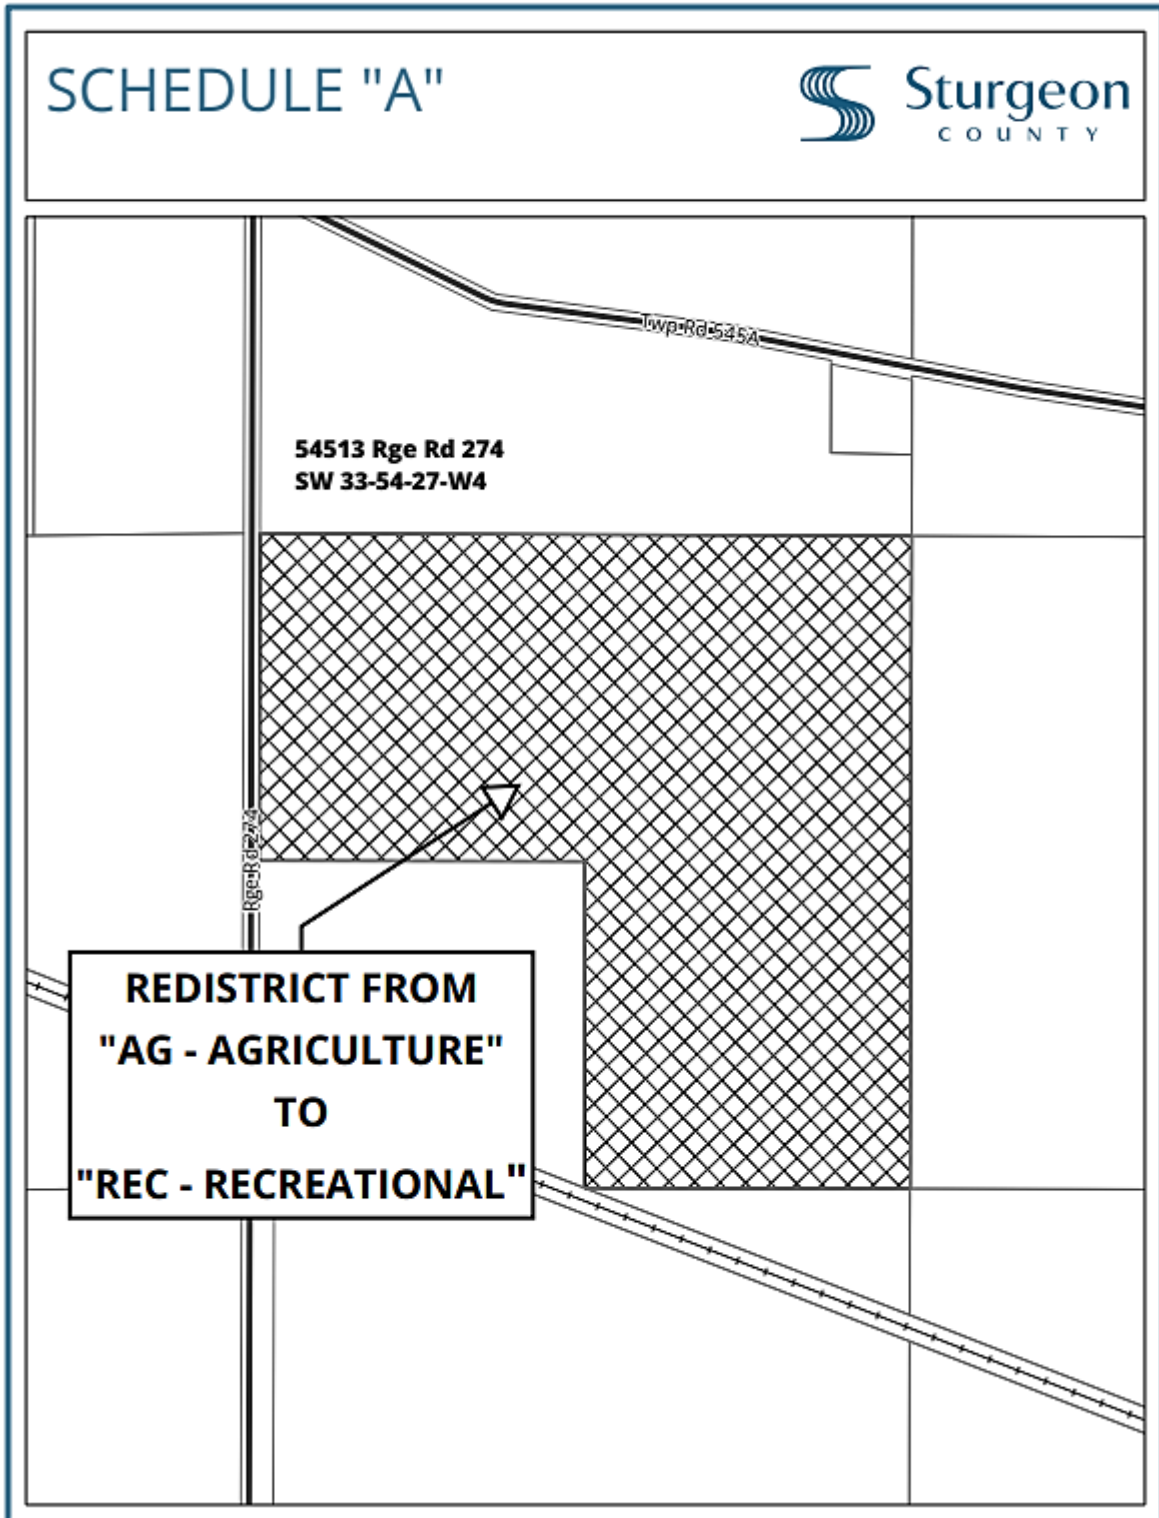 SCHEDULE "A"
Sturgeon
COUNTY
Twp Rd 545A
54513 Rge Rd 274
SW 33-54-27-W4
Rge Rd 274
REDISTRICT FROM
"AG - AGRICULTURE"
TO
"REC - RECREATIONAL"